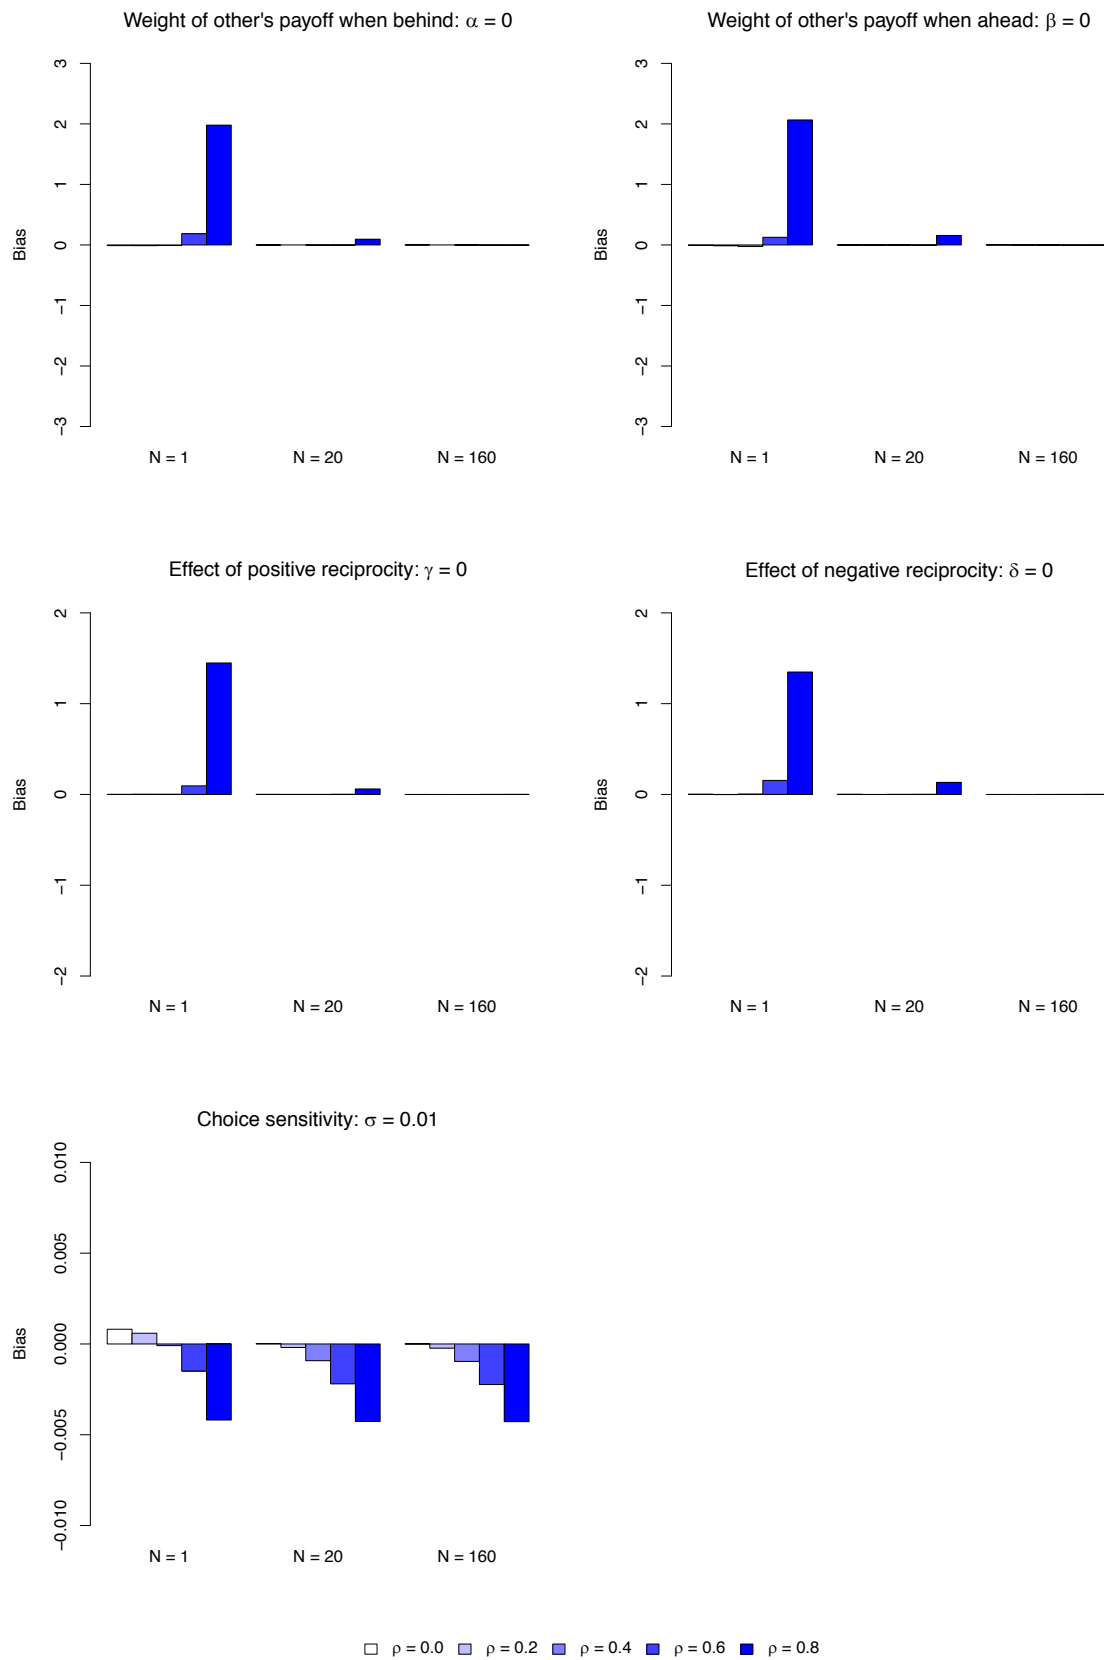 Weight of other's payoff when behind: α = 0
Bias
3
2
1
0
−1
−2
−3
N = 1
N = 20
N = 160
Weight of other's payoff when ahead: β = 0
Bias
3
2
1
0
−1
−2
−3
N = 1
N = 20
N = 160
Effect of positive reciprocity: γ = 0
Bias
2
1
0
−1
−2
N = 1
N = 20
N = 160
Effect of negative reciprocity: δ = 0
Bias
2
1
0
−1
−2
N = 1
N = 20
N = 160
Choice sensitivity: σ = 0.01
Bias
0.010
0.005
0.000
−0.005
−0.010
N = 1
N = 20
N = 160
ρ = 0.0 ρ = 0.2 ρ = 0.4 ρ = 0.6 ρ = 0.8